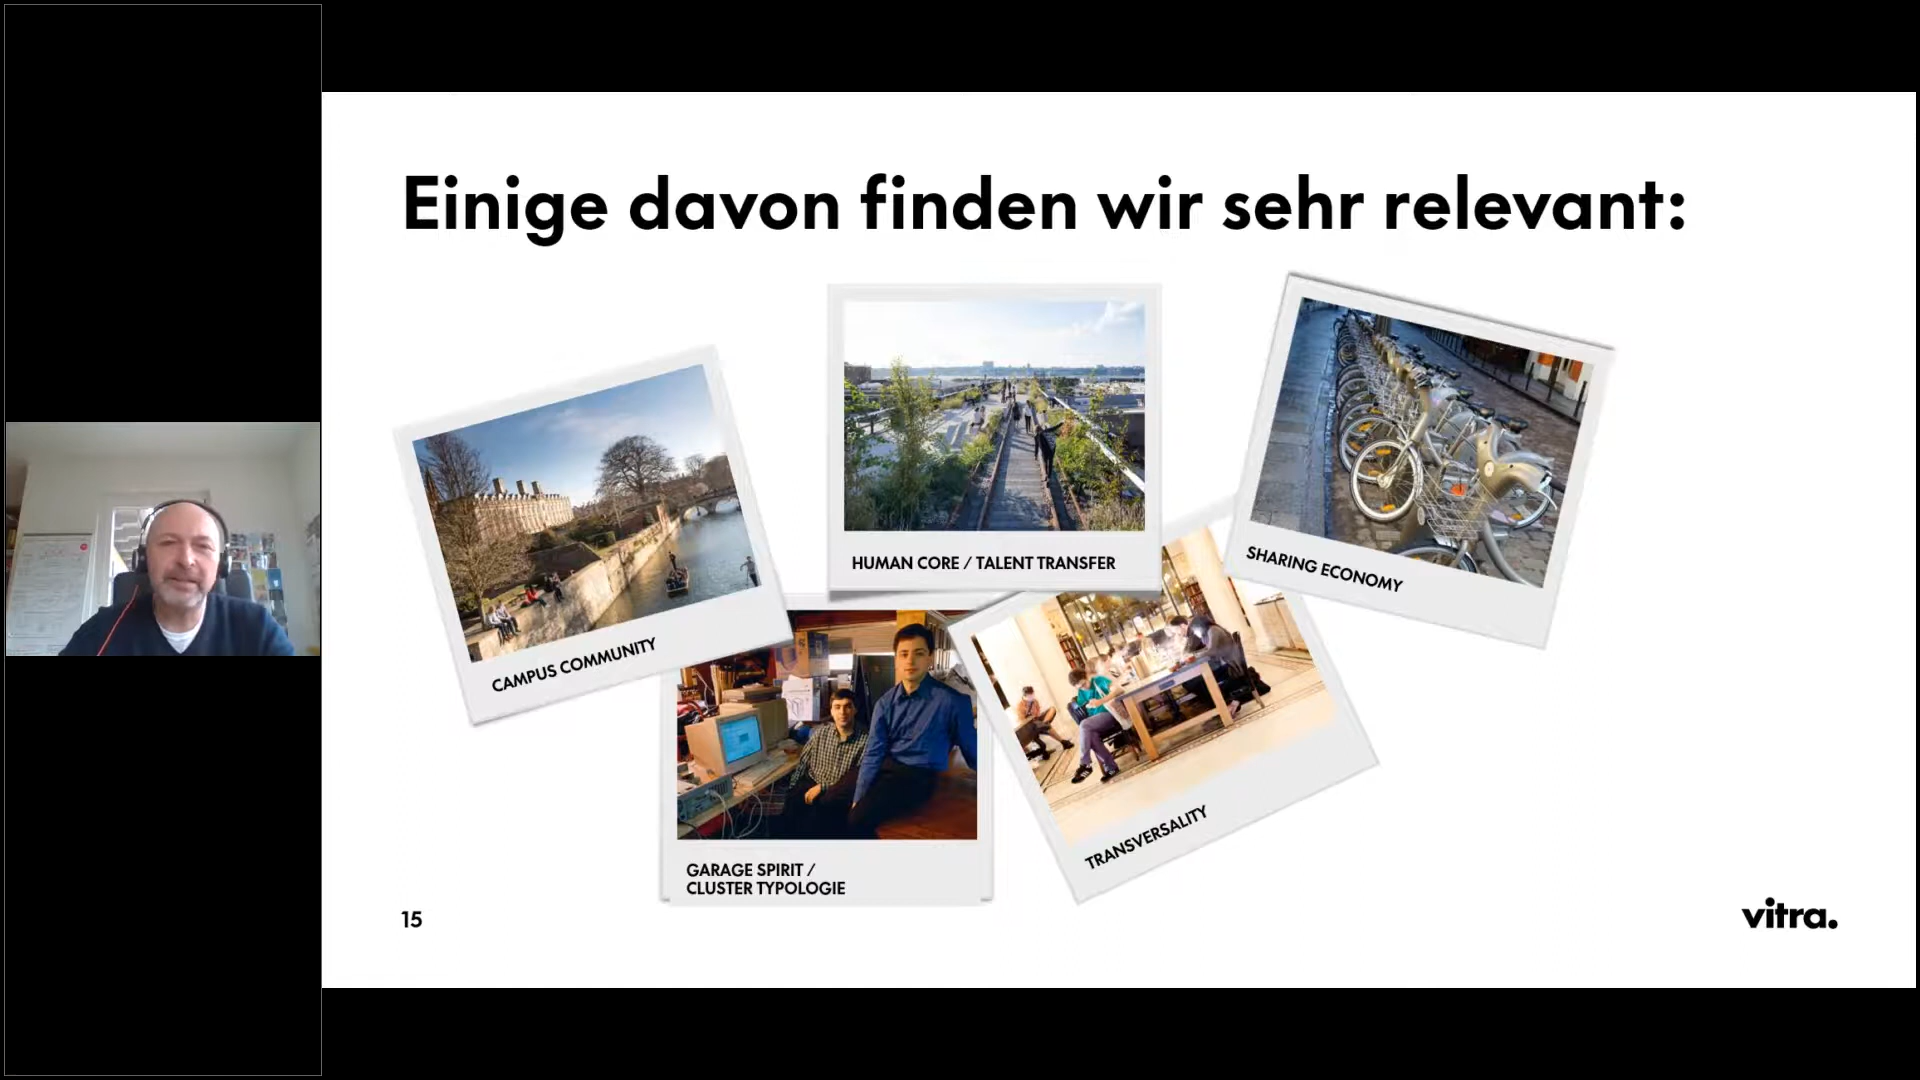 Einige davon finden wir sehr relevant:
CAMPUS COMMUNITY
HUMAN CORE / TALENT TRANSFER
SHARING ECONOMY
GARAGE SPIRIT /
CLUSTER TYPOLOGIE
TRANSVERSALITY
15
vitra.